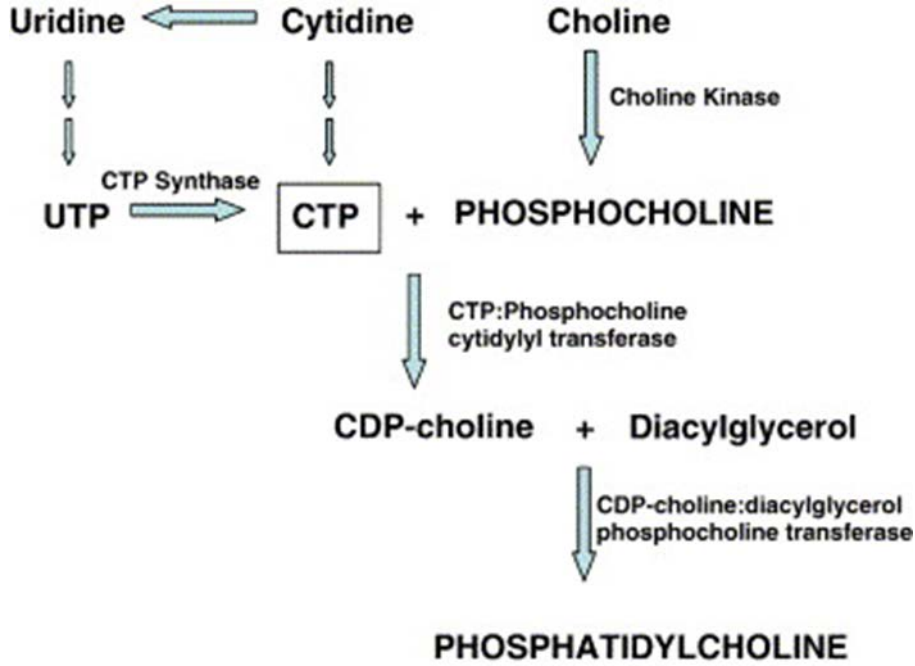 Uridine Cytidine Choline
Choline Kinase
CTP Synthase
UTP CTP + PHOSPHOCHOLINE
CTP:Phosphocholine
cytidylyl transferase
CDP-choline + Diacylglycerol
CDP-choline:diacylglycerol
phosphocholine transferase
PHOSPHATIDYLCHOLINE